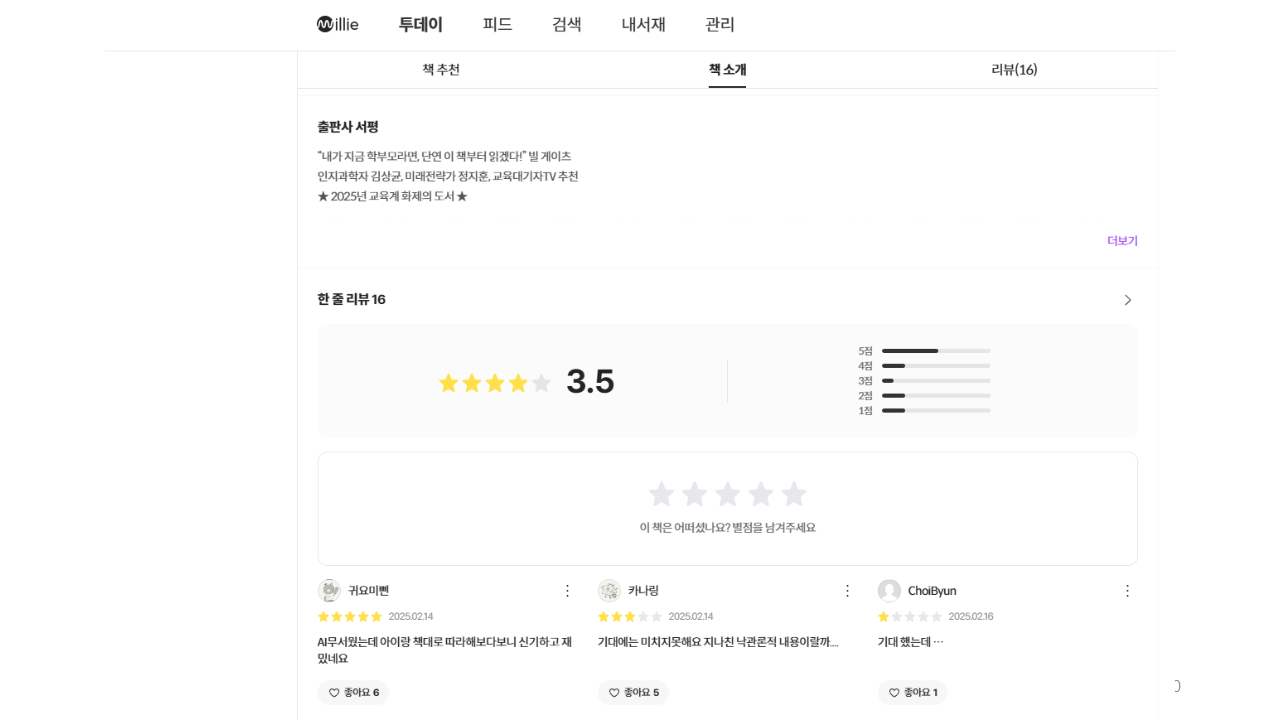 willie 투데이 피드 검색 내서재 관리
책 추천 책 소개 리뷰(16)
출판사 서평
"내가 지금 학부모라면, 단연 이 책부터 읽겠다!" 빌 게이츠
인지과학자 김상균, 미래전략가 정지훈, 교육대기자TV 추천
★ 2025년 교육계 화제의 도서 ★
더보기
한 줄 리뷰 16
3.5
5점
4점
3점
2점
1점
이 책은 어떠셨나요? 별점을 남겨주세요
귀요미뻔 카나링 ChoiByun
2025.02.14 2025.02.14 2025.02.16
AI무서웠는데 아이랑 책대로 따라해보다보니 신기하고 재
밌네요
기대에는 미치지못해요 지나친 낙관론적 내용이랄까....
기대 했는데 ···
좋아요 6 좋아요 5 좋아요 1